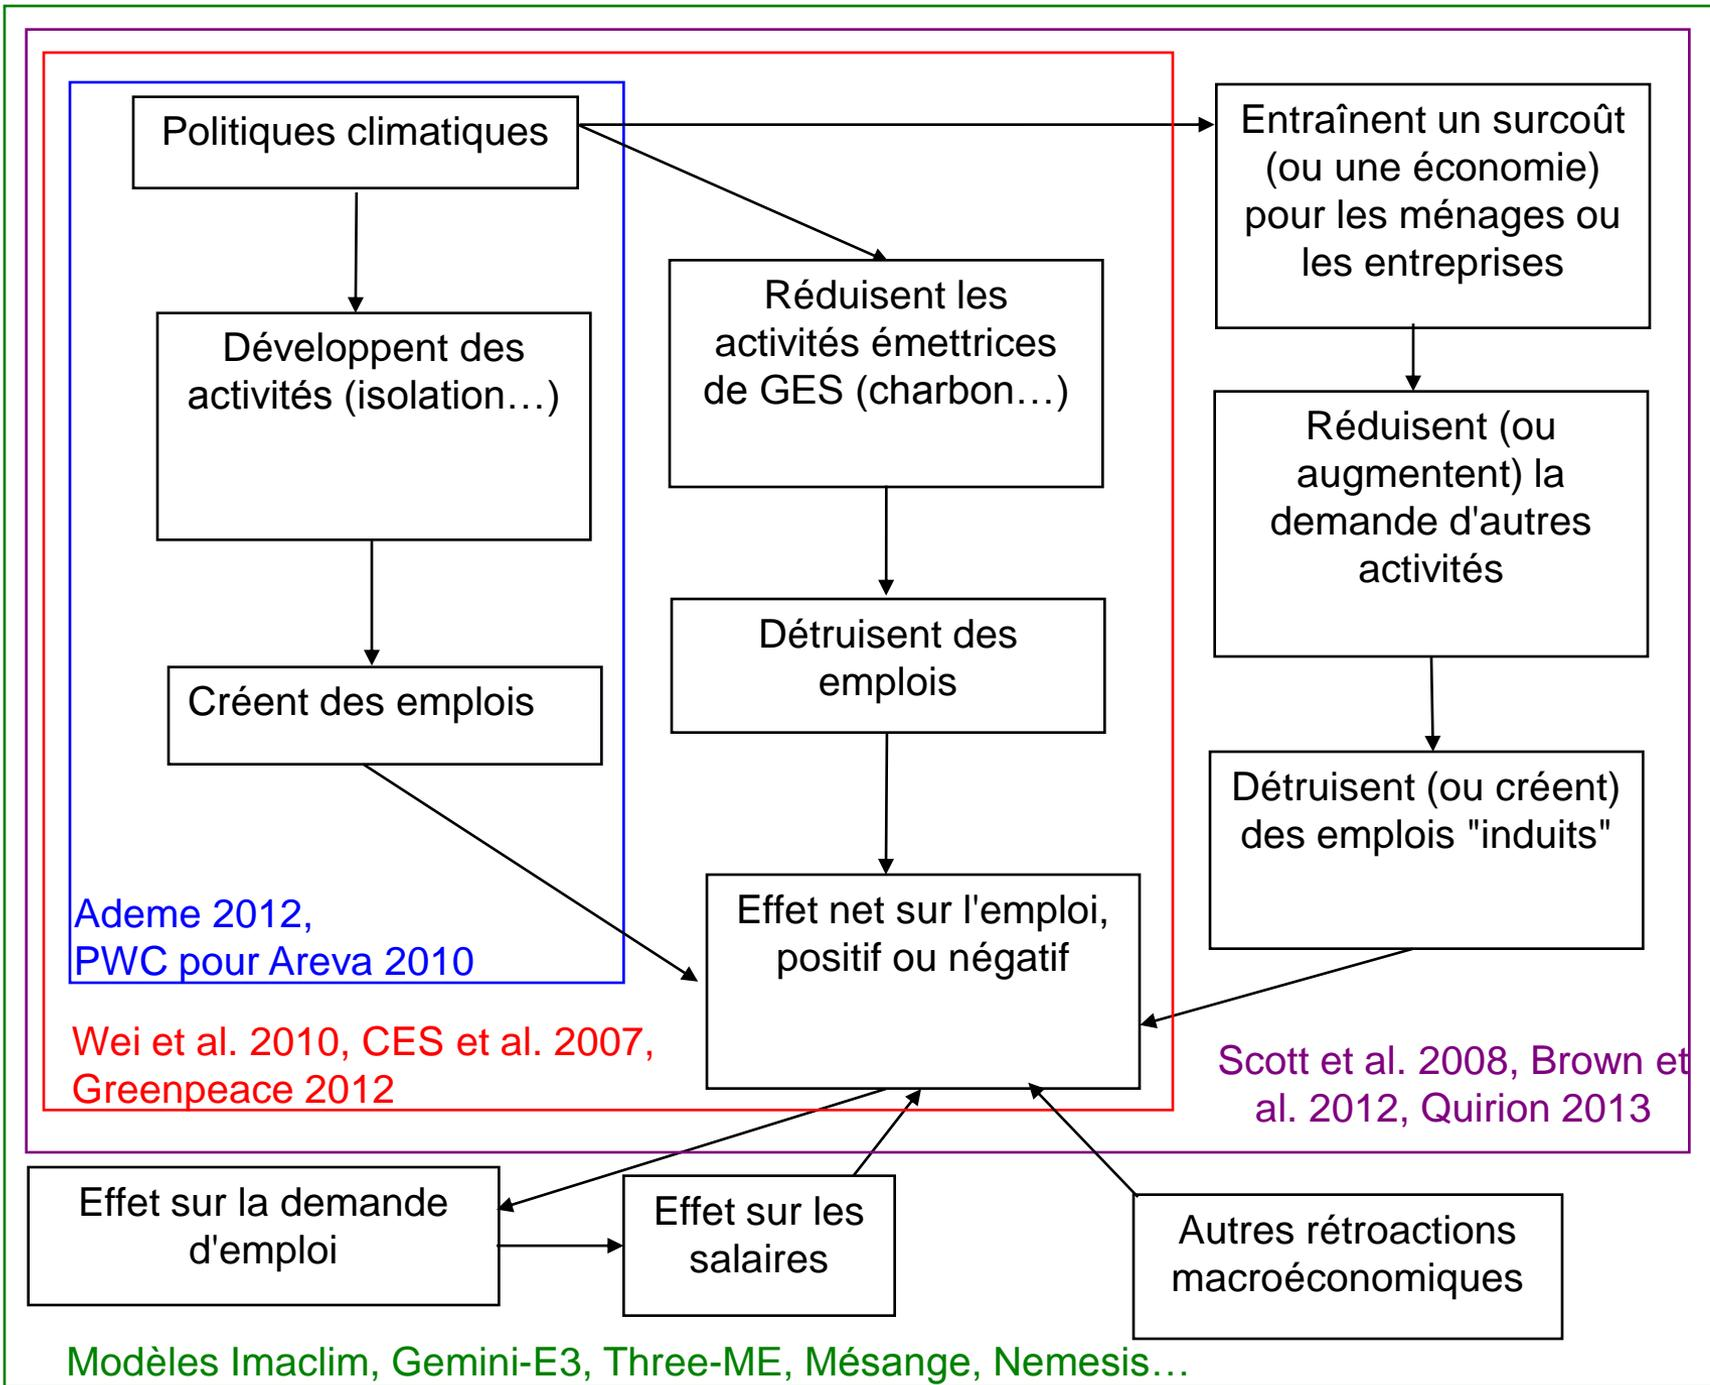 Politiques climatiques
Développent des
activités (isolation…)
Créent des emplois
Ademe 2012,
PWC pour Areva 2010
Réduisent les
activités émettrices
de GES (charbon…)
Détruisent des
emplois
Effet net sur l'emploi,
positif ou négatif
Wei et al. 2010, CES et al. 2007,
Greenpeace 2012
Entraînent un surcoût
(ou une économie)
pour les ménages ou
les entreprises
Réduisent (ou
augmentent) la
demande d'autres
activités
Détruisent (ou créent)
des emplois "induits"
Scott et al. 2008, Brown et
al. 2012, Quirion 2013
Effet sur la demande
d'emploi
Effet sur les
salaires
Autres rétroactions
macroéconomiques
Modèles Imaclim, Gemini-E3, Three-ME, Mésange, Nemesis…